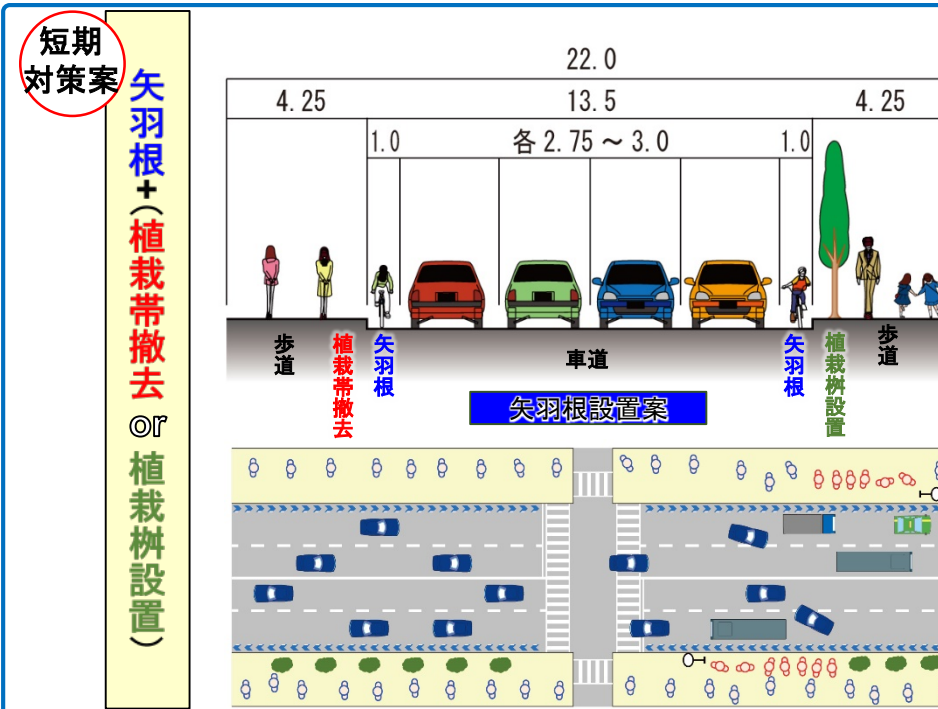 短期
対策案
矢羽根+(植栽帯撤去 or 植栽桝設置)
22.0
4.25
13.5
4.25
1.0
各2.75～3.0
1.0
歩道
植栽帯撤去
矢羽根
車道
矢羽根
植栽桝設置
歩道
矢羽根設置案